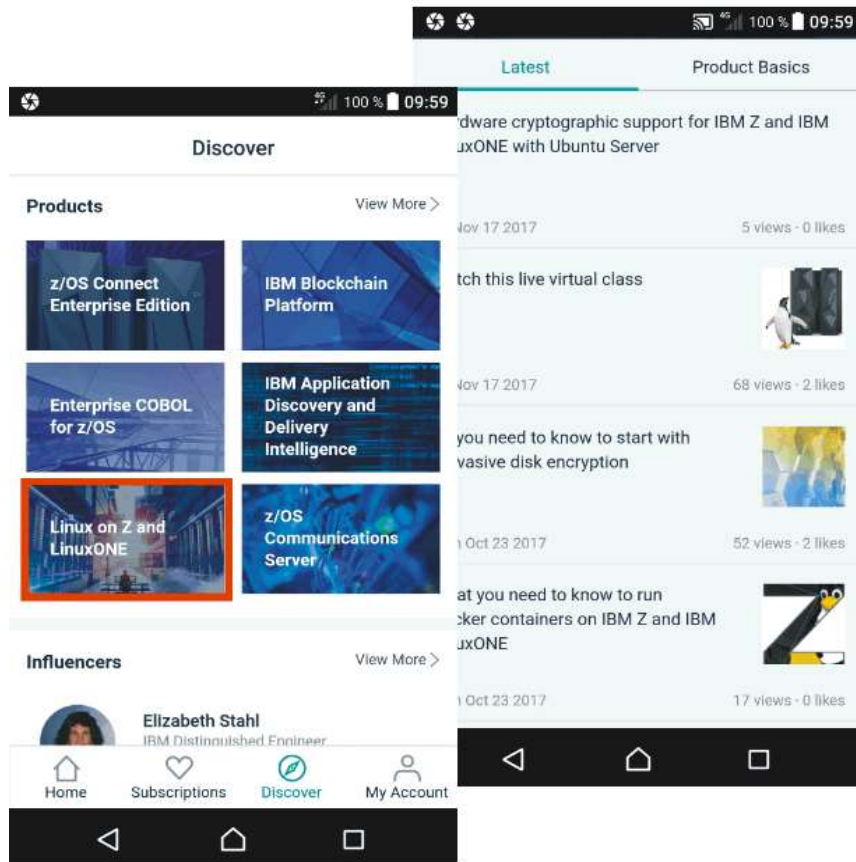 4G 100 % 09:59
Latest Product Basics
rdware cryptographic support for IBM Z and IBM
uxONE with Ubuntu Server
Nov 17 2017 5 views · 0 likes
tch this live virtual class
Nov 17 2017 68 views · 2 likes
you need to know to start with
vasive disk encryption
Oct 23 2017 52 views · 2 likes
at you need to know to run
cker containers on IBM Z and IBM
uxONE
Oct 23 2017 17 views · 0 likes
4G 100 % 09:59
Discover
Products View More >
z/OS Connect
Enterprise Edition
IBM Blockchain
Platform
Enterprise COBOL
for z/OS
IBM Application
Discovery and
Delivery
Intelligence
Linux on Z and
LinuxONE
z/OS
Communications
Server
Influencers View More >
Elizabeth Stahl
IBM Distinguished Engineer
Home Subscriptions Discover My Account